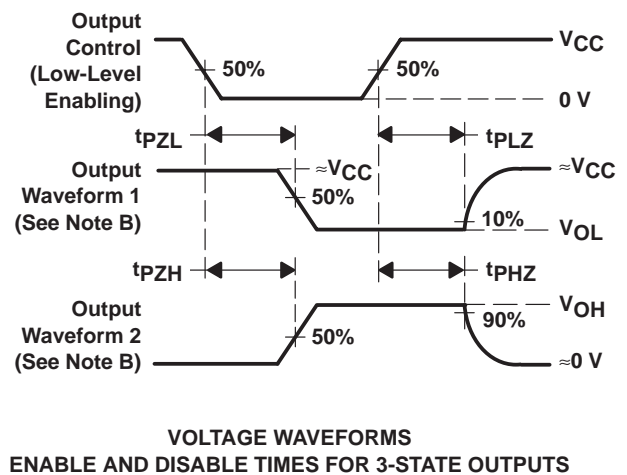 Output
Control
(Low-Level
Enabling)
50%
50%
VCC
0 V
tPZL
tPLZ
Output
Waveform 1
(See Note B)
≈VCC
50%
≈VCC
10%
VOL
tPZH
tPHZ
Output
Waveform 2
(See Note B)
50%
VOH
90%
≈0 V
VOLTAGE WAVEFORMS
ENABLE AND DISABLE TIMES FOR 3-STATE OUTPUTS